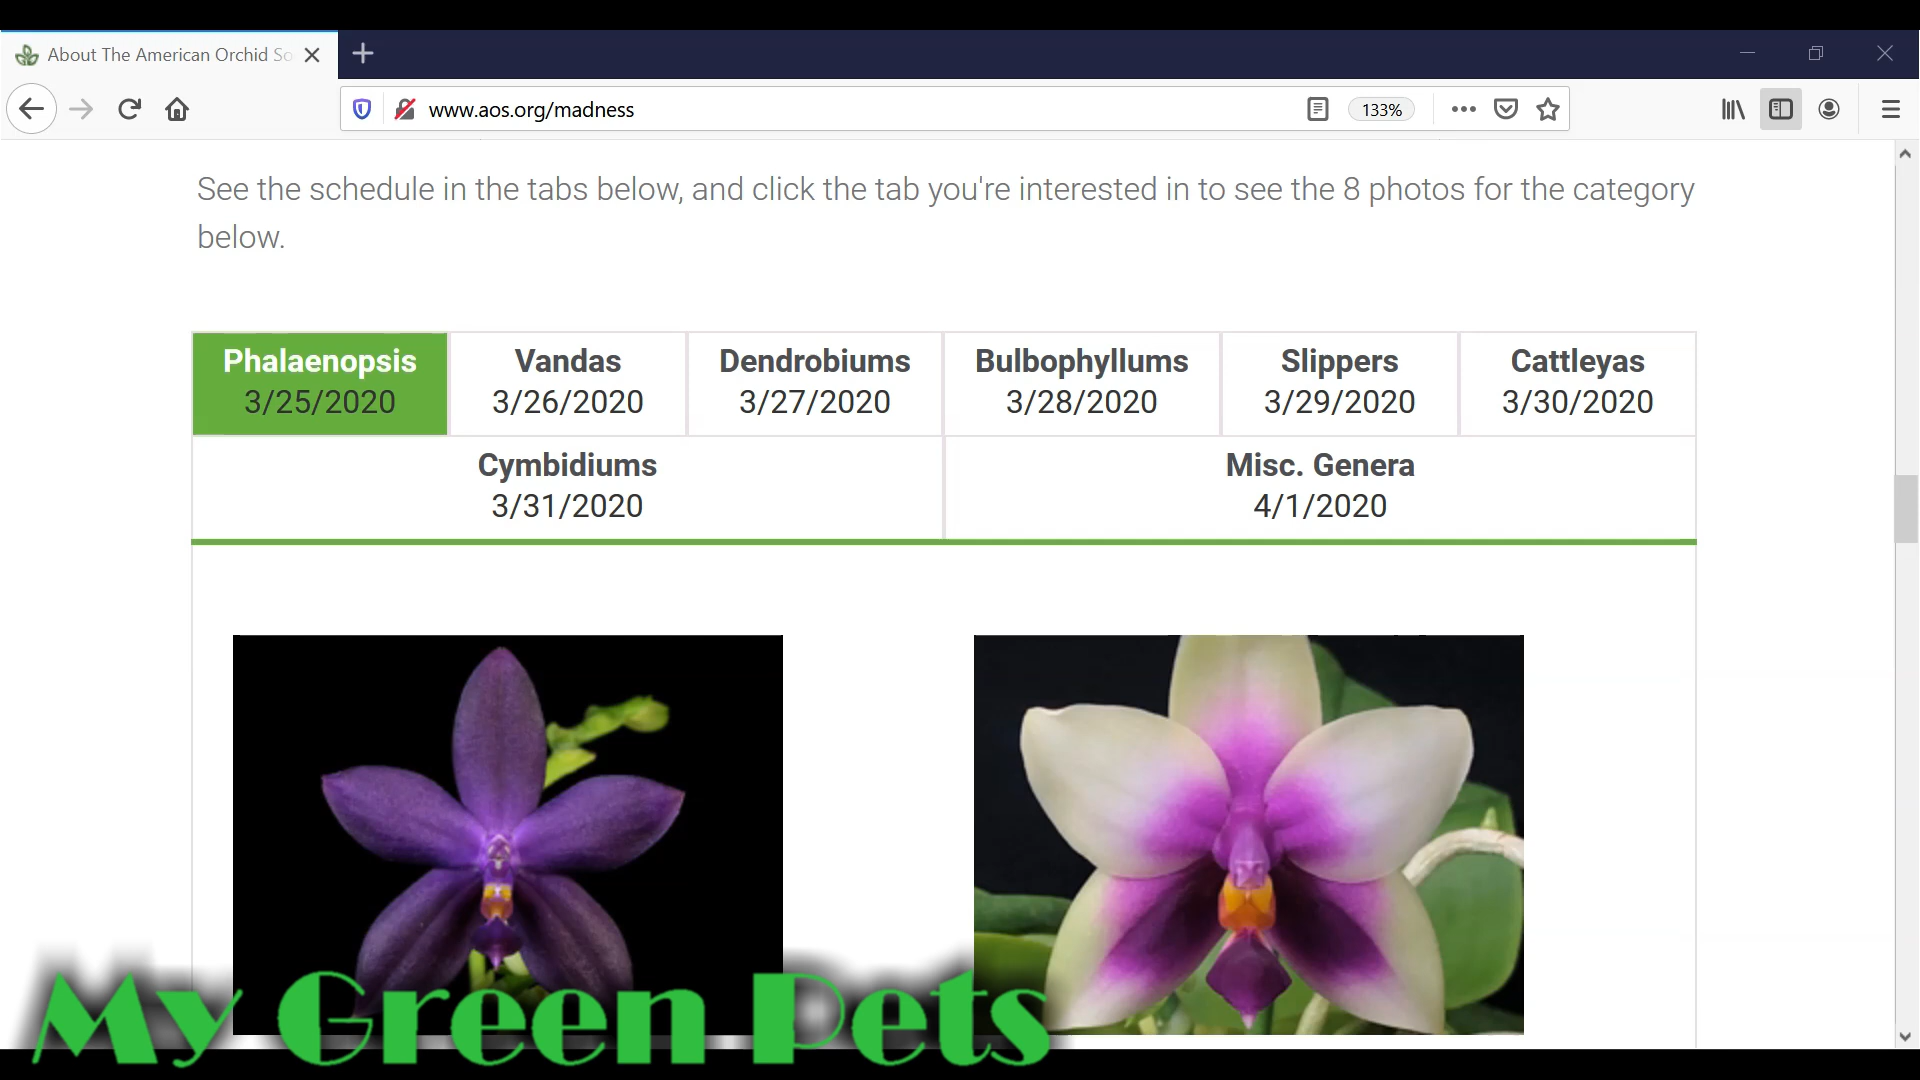 About The American Orchid So
www.aos.org/madness
133%
See the schedule in the tabs below, and click the tab you're interested in to see the 8 photos for the category
below.
Phalaenopsis Vandas Dendrobiums Bulbophyllums Slippers Cattleyas
3/25/2020 3/26/2020 3/27/2020 3/28/2020 3/29/2020 3/30/2020
Cymbidiums Misc. Genera
3/31/2020 4/1/2020
My Green Pets